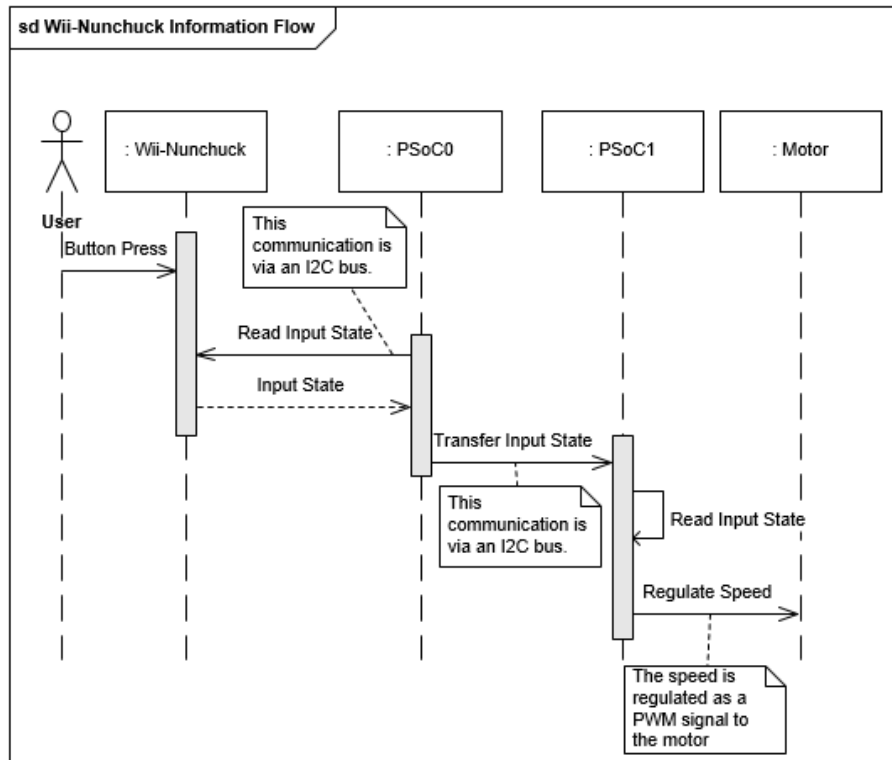 sd Wii-Nunchuck Information Flow
: Wii-Nunchuck
: PSoC0
: PSoC1
: Motor
User
Button Press
This
communication is
via an I2C bus.
Read Input State
Input State
Transfer Input State
This
communication is
via an I2C bus.
Read Input State
Regulate Speed
The speed is
regulated as a
PWM signal to
the motor